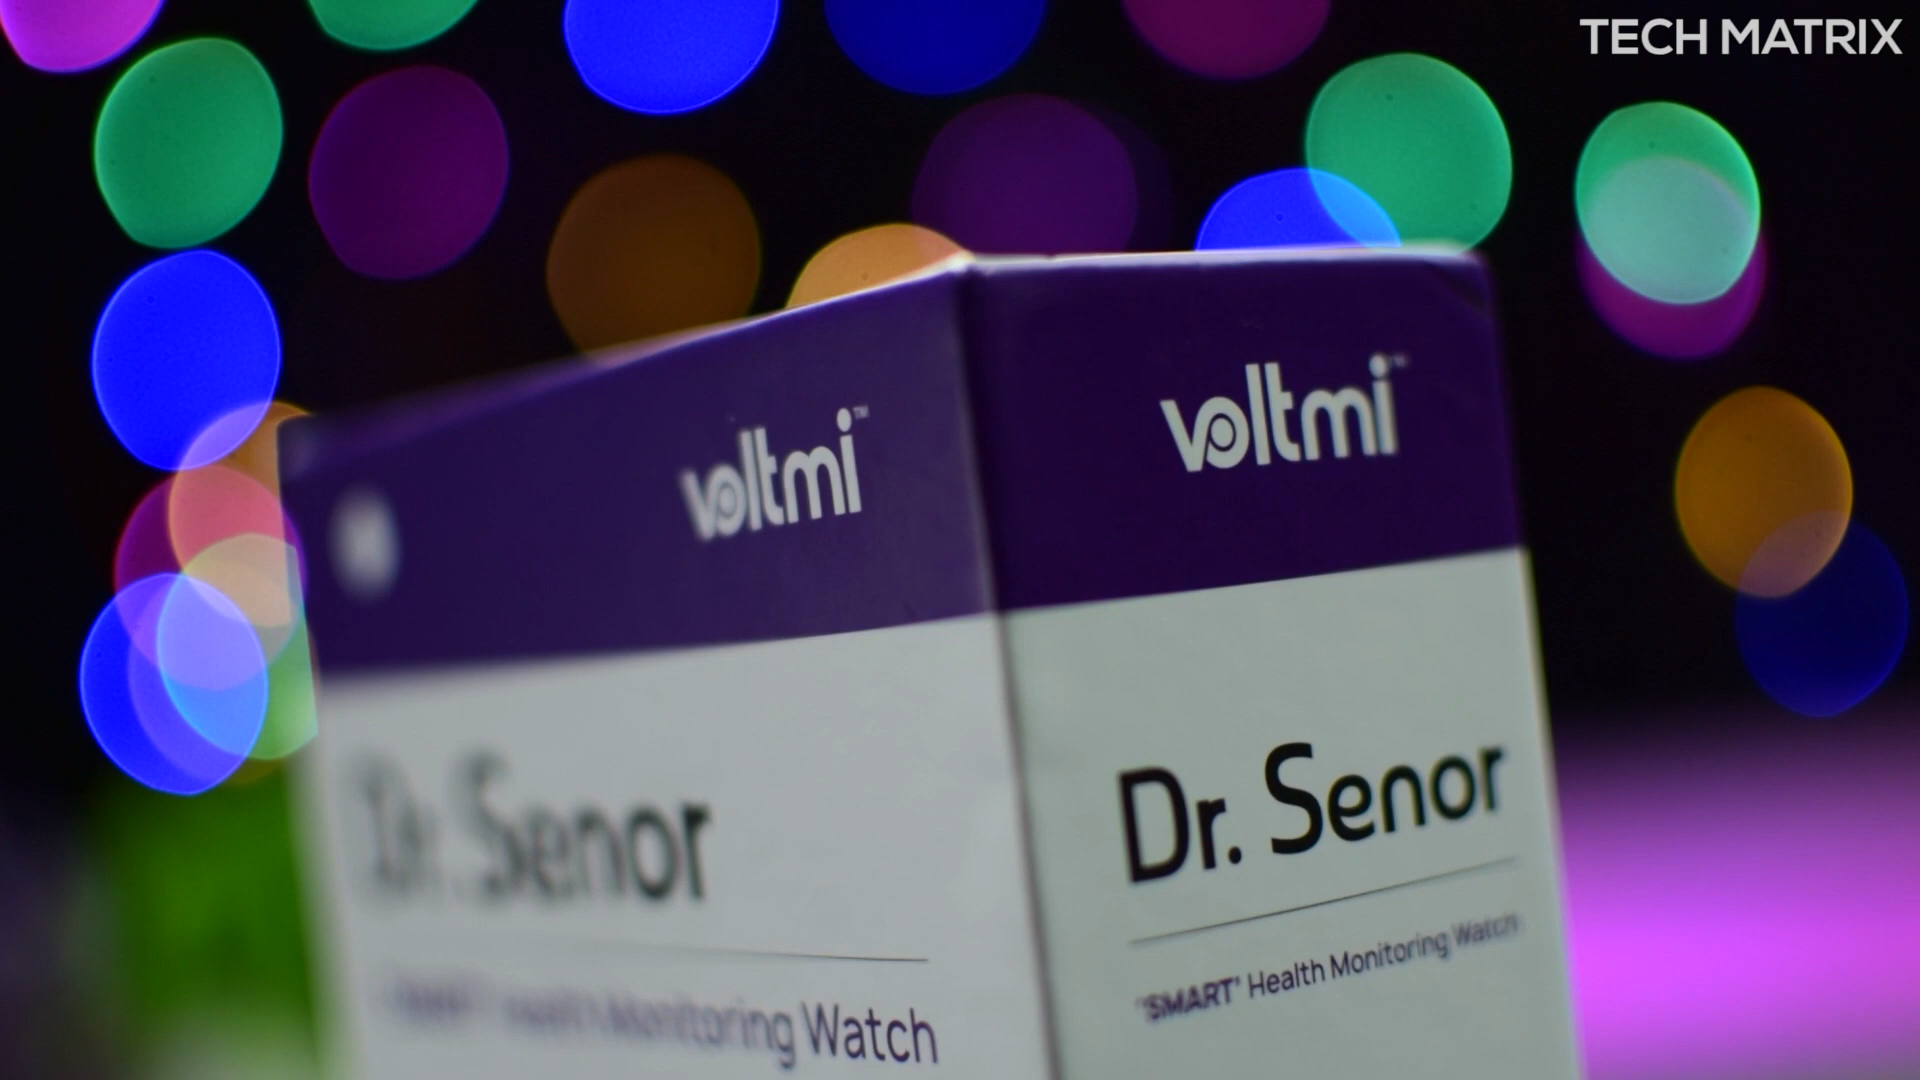 TECH MATRIX
voltmi™
Dr. Senor
Monitoring Watch
voltmi™
Dr. Senor
"SMART" Health Monitoring Watch